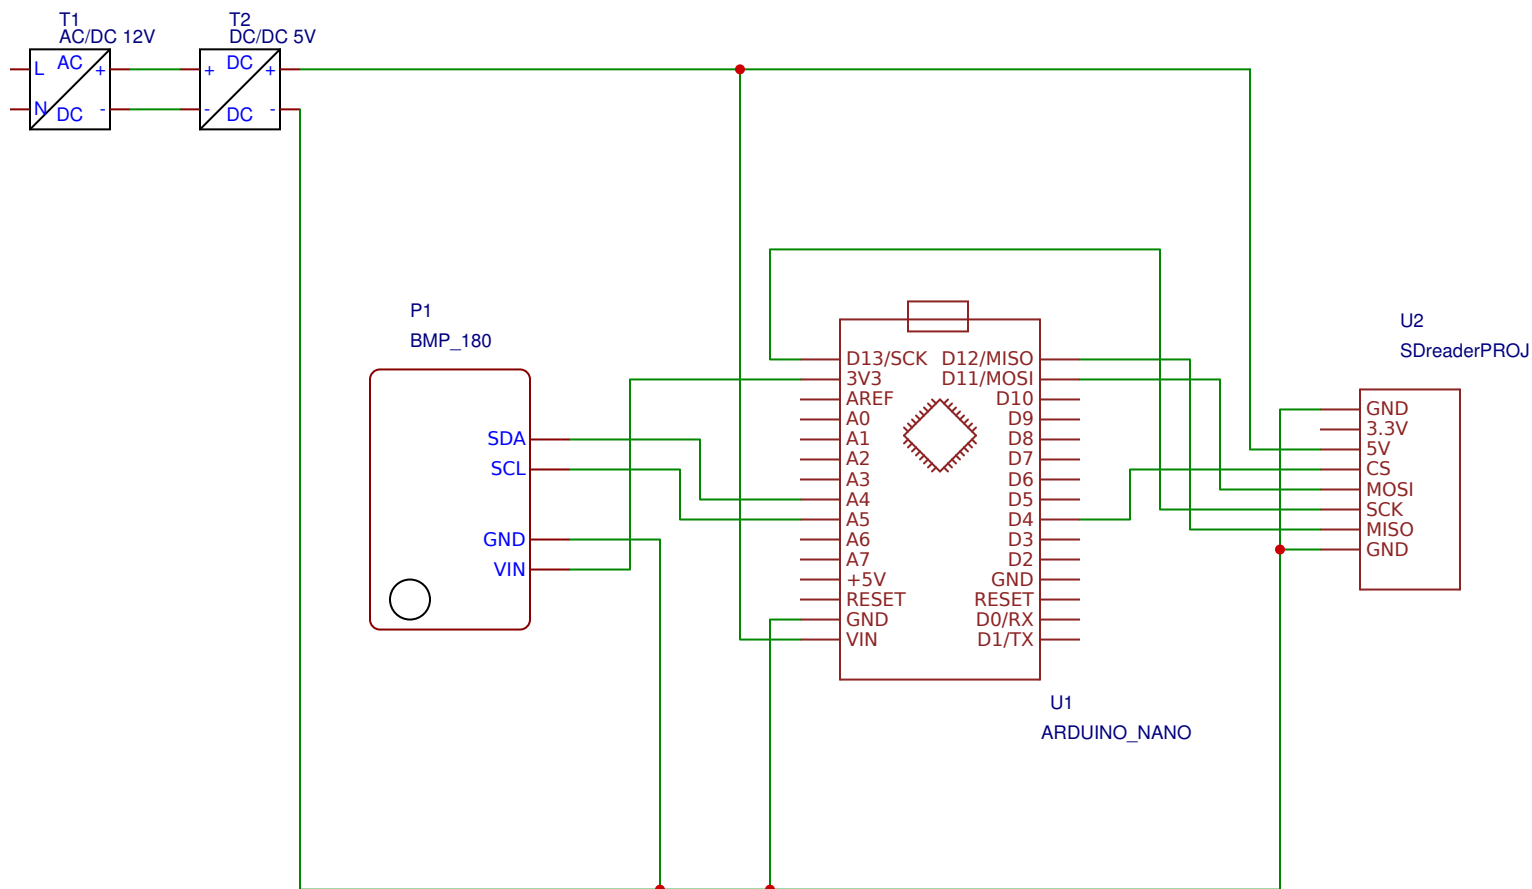 T1
AC/DC 12V
T2
DC/DC 5V
L
AC
+
N
DC
-
+
DC
+
-
DC
-
P1
BMP_180
SDA
SCL
GND
VIN
D13/SCK
3V3
AREF
A0
A1
A2
A3
A4
A5
A6
A7
+5V
RESET
GND
VIN
D12/MISO
D11/MOSI
D10
D9
D8
D7
D6
D5
D4
D3
D2
GND
RESET
D0/RX
D1/TX
U1
ARDUINO_NANO
U2
SDreaderPROJ
GND
3.3V
5V
CS
MOSI
SCK
MISO
GND